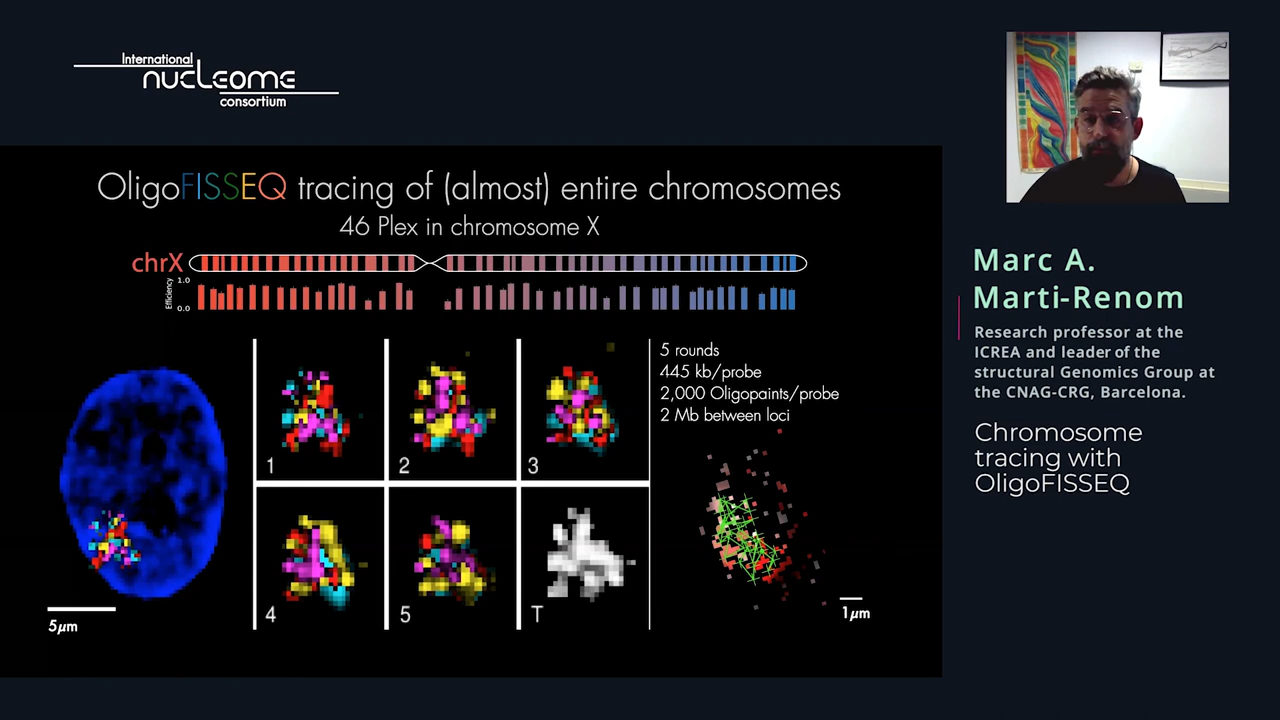 International
nucleome
consortium
OligoFISSEQ tracing of (almost) entire chromosomes
46 Plex in chromosome X
chrX
1.0
Efficiency
0.0
5 rounds
445 kb/probe
2,000 Oligopaints/probe
2 Mb between loci
1
2
3
4
5
T
5μm
1μm
Marc A.
Marti-Renom
Research professor at the
ICREA and leader of the
structural Genomics Group at
the CNAG-CRG, Barcelona.
Chromosome
tracing with
OligoFISSEQ